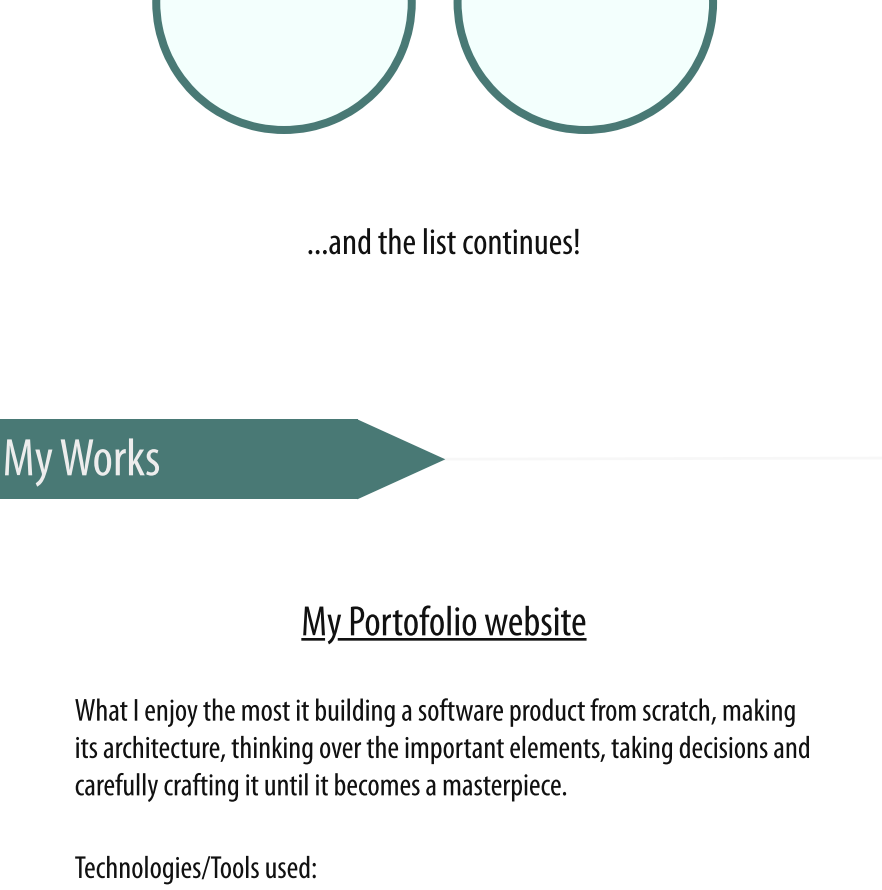 ...and the list continues!
My Works
My Portofolio website
What I enjoy the most it building a software product from scratch, making
its architecture, thinking over the important elements, taking decisions and
carefully crafting it until it becomes a masterpiece.
Technologies/Tools used: